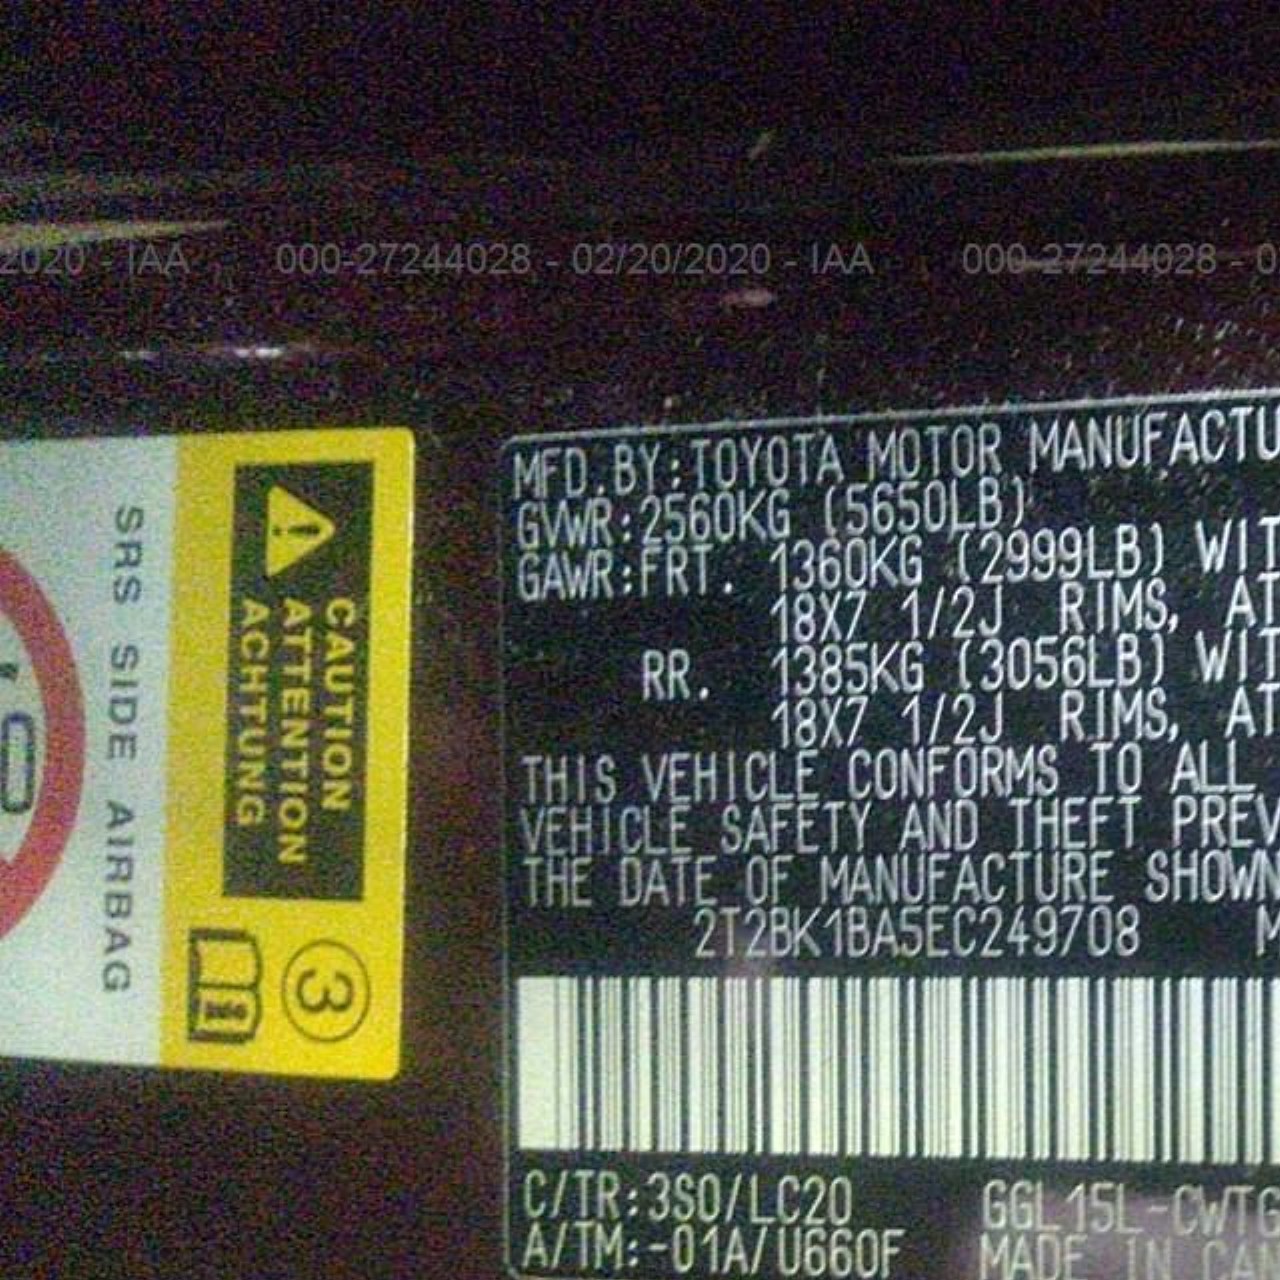 2020 - IAA 000-27244028 - 02/20/2020 - IAA 000-27244028 - 0
SRS SIDE AIRBAG
CAUTION
ATTENTION
ACHTUNG
3
MFD.BY:TOYOTA MOTOR MANUFACTU
GVWR:2560KG (5650LB)
GAWR:FRT. 1360KG (2999LB) WIT
18X7 1/2J RIMS, AT
RR. 1385KG (3056LB) WIT
18X7 1/2J RIMS, AT
THIS VEHICLE CONFORMS TO ALL
VEHICLE SAFETY AND THEFT PREV
THE DATE OF MANUFACTURE SHOWN
2T2BK1BA5EC249708 M
C/TR:3S0/LC20 GGL15L-CWTG
A/TM:-01A/U660F MADE IN CAN